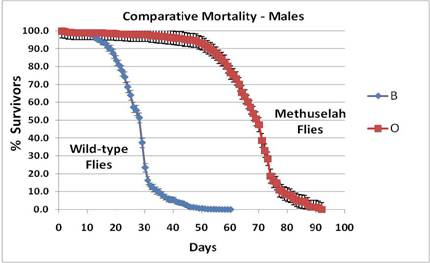 Comparative Mortality - Males
% Survivors
100.0
90.0
80.0
70.0
60.0
50.0
40.0
30.0
20.0
10.0
0.0
Wild-type
Flies
Methuselah
Flies
B
O
0 10 20 30 40 50 60 70 80 90 100
Days